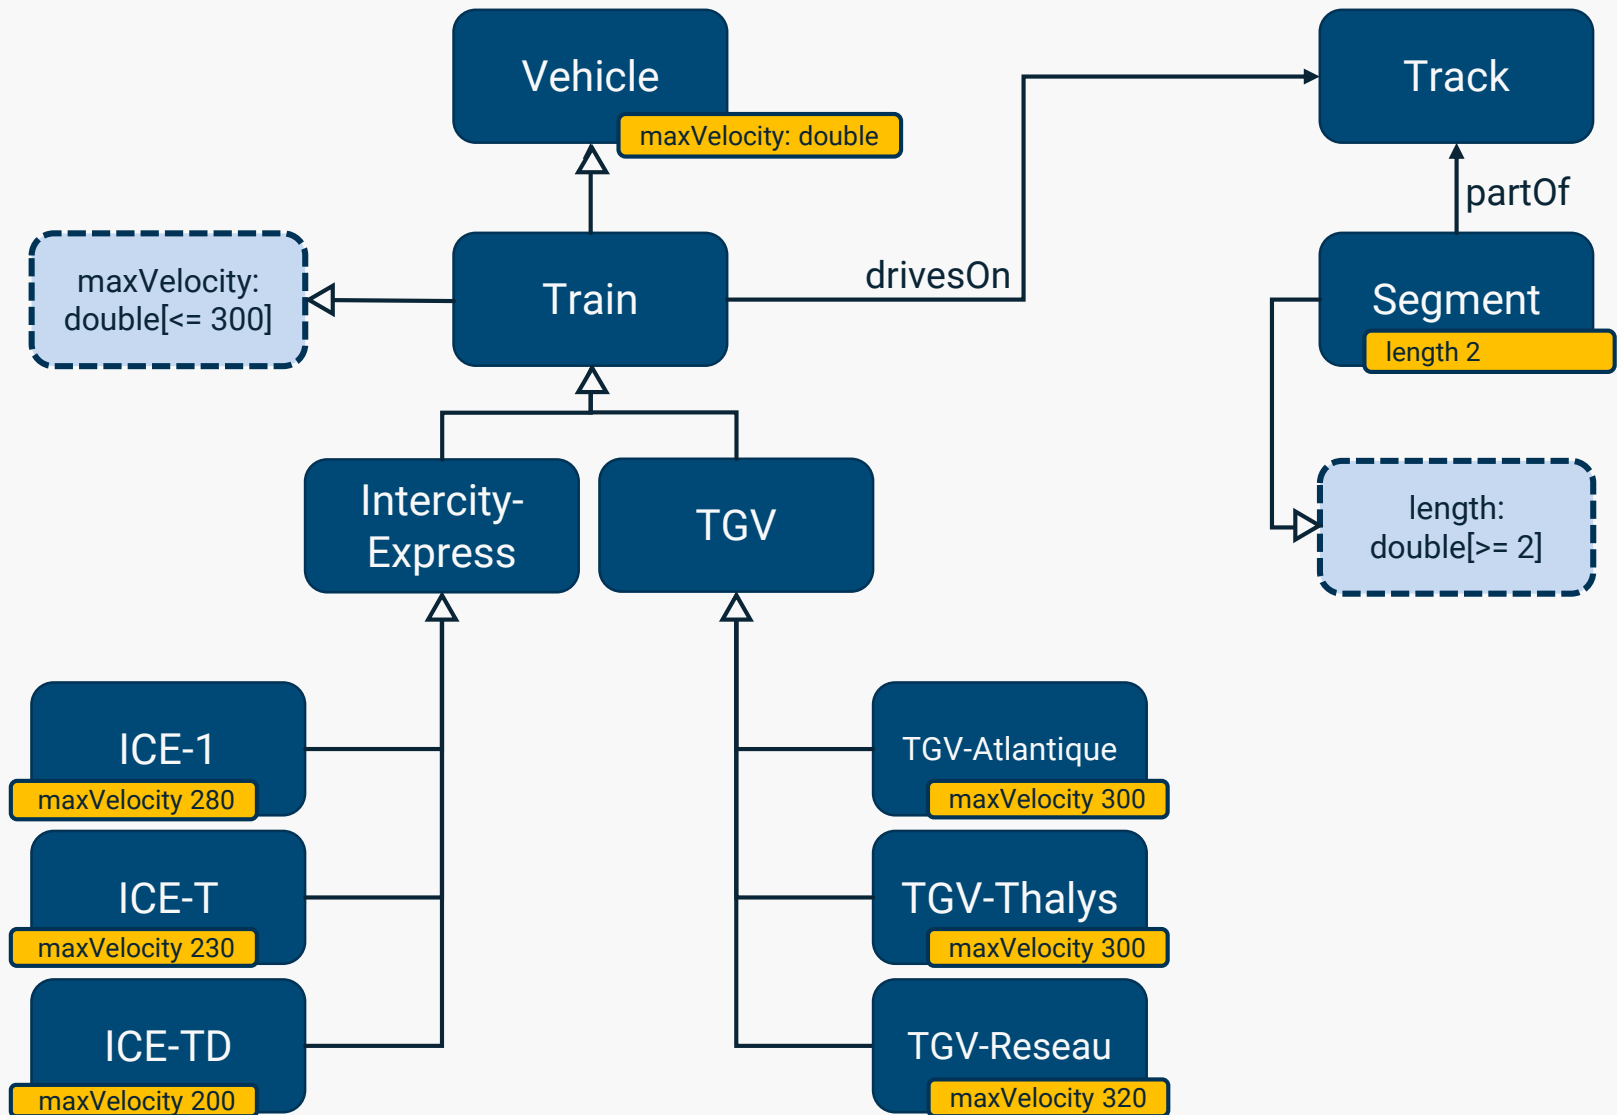 Vehicle
maxVelocity: double
Track
partOf
maxVelocity:
double[<= 300]
Train
drivesOn
Segment
length 2
Intercity-
Express
TGV
length:
double[>= 2]
ICE-1
maxVelocity 280
TGV-Atlantique
maxVelocity 300
ICE-T
maxVelocity 230
TGV-Thalys
maxVelocity 300
ICE-TD
maxVelocity 200
TGV-Reseau
maxVelocity 320